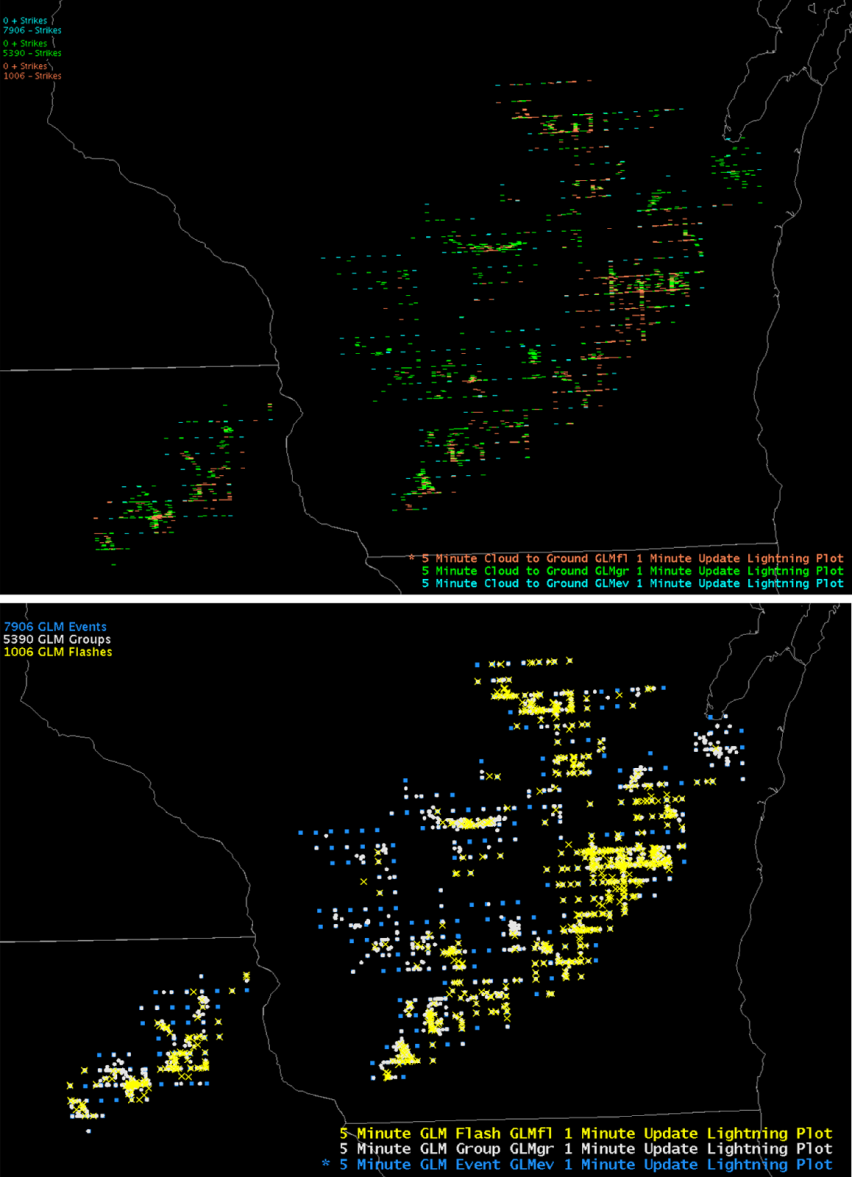 0 + Strikes
7906 - Strikes
0 + Strikes
5390 - Strikes
0 + Strikes
1006 - Strikes
* 5 Minute Cloud to Ground GLMfl 1 Minute Update Lightning Plot
5 Minute Cloud to Ground GLMgr 1 Minute Update Lightning Plot
5 Minute Cloud to Ground GLMev 1 Minute Update Lightning Plot
7906 GLM Events
5390 GLM Groups
1006 GLM Flashes
5 Minute GLM Flash GLMfl 1 Minute Update Lightning Plot
5 Minute GLM Group GLMgr 1 Minute Update Lightning Plot
* 5 Minute GLM Event GLMev 1 Minute Update Lightning Plot